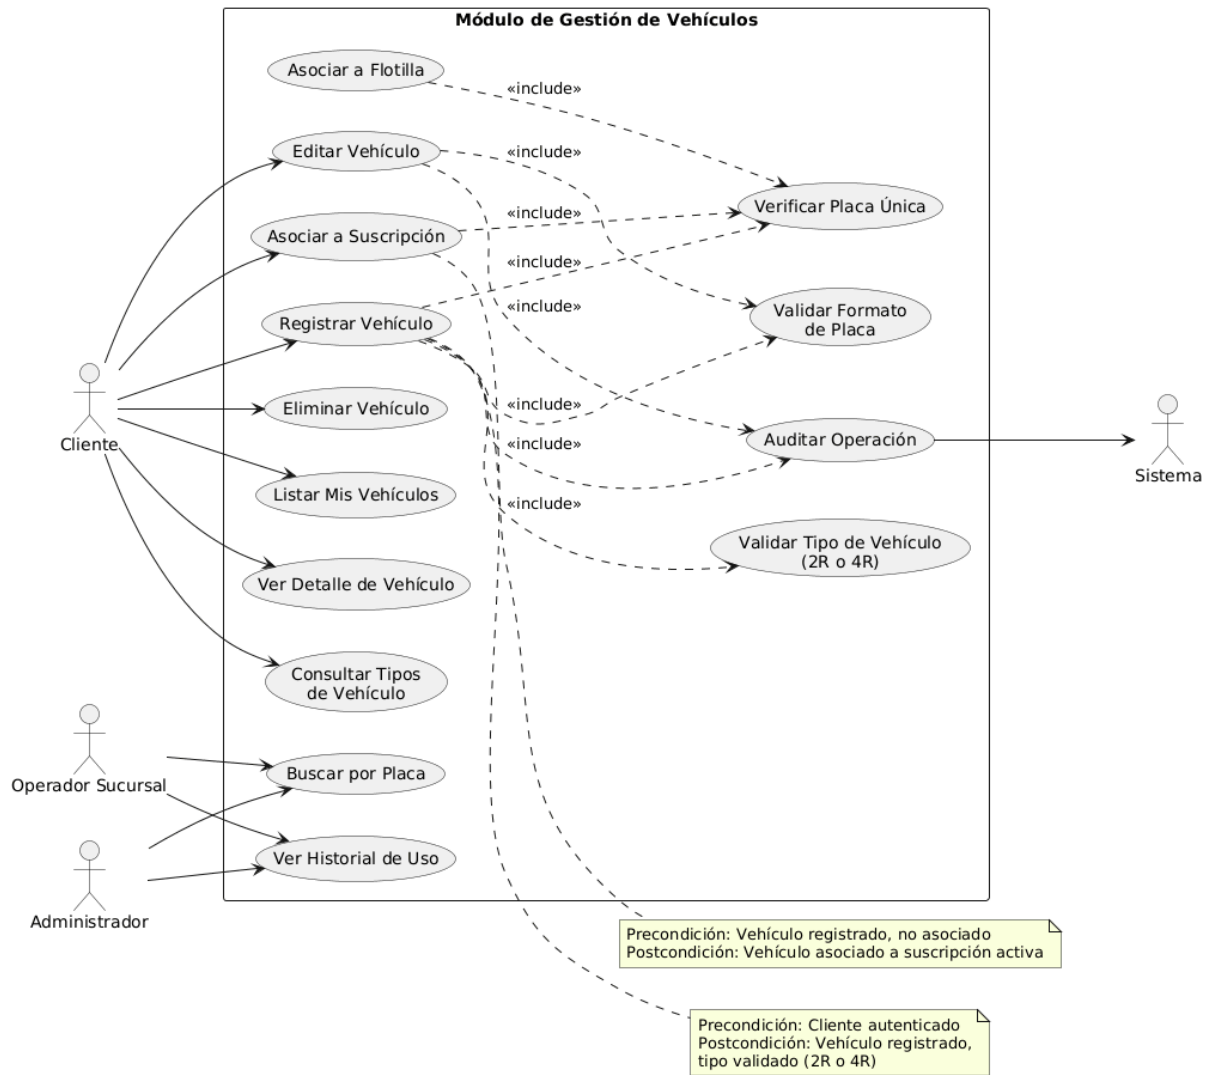 Módulo de Gestión de Vehículos
Asociar a Flotilla
«include»
Editar Vehículo
«include»
Verificar Placa Única
Asociar a Suscripción
«include»
«include»
Registrar Vehículo
«include»
Validar Formato
de Placa
Cliente
Eliminar Vehículo
«include»
Auditar Operación
«include»
Sistema
Listar Mis Vehículos
«include»
Validar Tipo de Vehículo
(2R o 4R)
Ver Detalle de Vehículo
Consultar Tipos
de Vehículo
Operador Sucursal
Buscar por Placa
Ver Historial de Uso
Administrador
Precondición: Vehículo registrado, no asociado
Postcondición: Vehículo asociado a suscripción activa
Precondición: Cliente autenticado
Postcondición: Vehículo registrado,
tipo validado (2R o 4R)